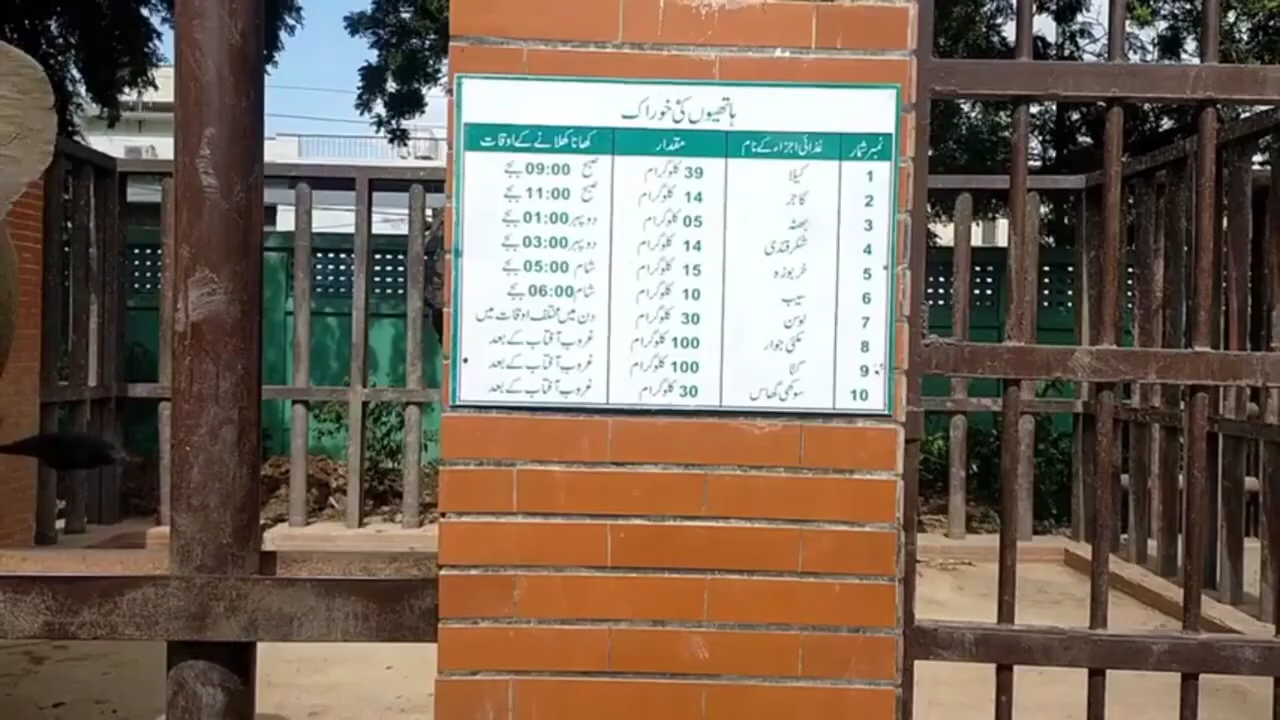 ہاتھیوں کی خوراک
نمبر شمار غذائی اجزاء کے نام مقدار کھانا کھلانے کے اوقات
1 کیلا 39 کلوگرام صبح 09:00 بجے
2 گاجر 14 کلوگرام صبح 11:00 بجے
3 بھٹہ 05 کلوگرام دوپہر 01:00 بجے
4 شکرقندی 14 کلوگرام دوپہر 03:00 بجے
5 خربوزہ 15 کلوگرام شام 05:00 بجے
6 سیب 10 کلوگرام شام 06:00 بجے
7 لوسن 30 کلوگرام دن میں مختلف اوقات میں
8 مکئی جوار 100 کلوگرام غروب آفتاب کے بعد
9 گنا 100 کلوگرام غروب آفتاب کے بعد
10 سوکھی گھاس 30 کلوگرام غروب آفتاب کے بعد